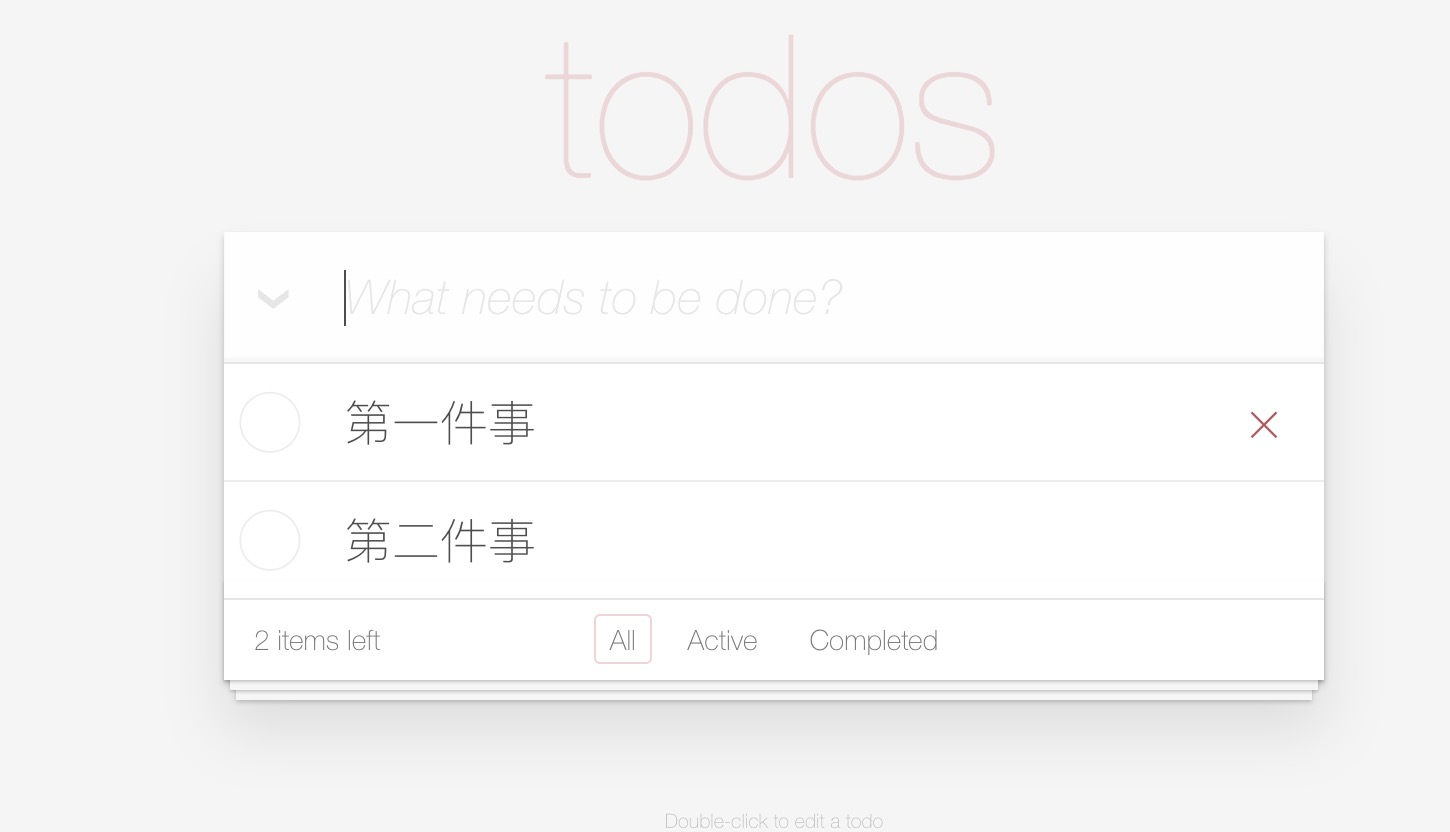 todos
What needs to be done?
第一件事
第二件事
2 items left All Active Completed
Double-click to edit a todo